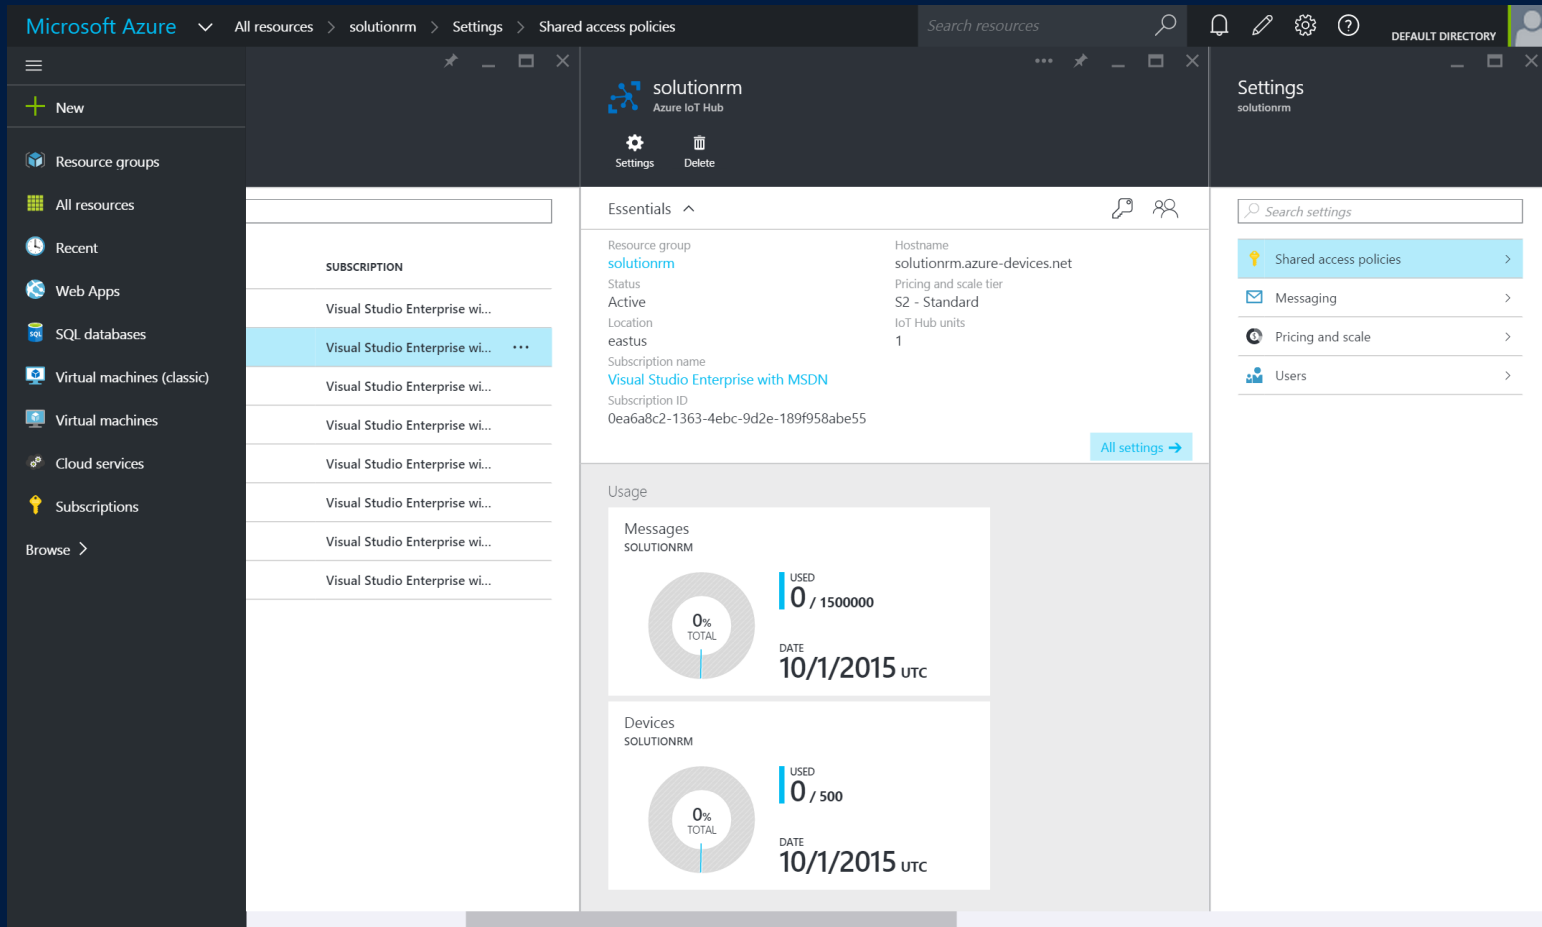 Microsoft Azure
All resources > solutionrm > Settings > Shared access policies
Search resources
DEFAULT DIRECTORY
New
Resource groups
All resources
Recent
Web Apps
SQL databases
Virtual machines (classic)
Virtual machines
Cloud services
Subscriptions
Browse >
SUBSCRIPTION
Visual Studio Enterprise wi...
Visual Studio Enterprise wi... ...
Visual Studio Enterprise wi...
Visual Studio Enterprise wi...
Visual Studio Enterprise wi...
Visual Studio Enterprise wi...
Visual Studio Enterprise wi...
Visual Studio Enterprise wi...
solutionrm
Azure IoT Hub
Settings
Delete
Essentials
Resource group
solutionrm
Status
Active
Location
eastus
Subscription name
Visual Studio Enterprise with MSDN
Subscription ID
0ea6a8c2-1363-4ebc-9d2e-189f958abe55
Hostname
solutionrm.azure-devices.net
Pricing and scale tier
S2 - Standard
IoT Hub units
1
All settings →
Usage
Messages
SOLUTIONRM
0%
TOTAL
USED
0 / 1500000
DATE
10/1/2015 UTC
Devices
SOLUTIONRM
0%
TOTAL
USED
0 / 500
DATE
10/1/2015 UTC
Settings
solutionrm
Search settings
Shared access policies
Messaging
Pricing and scale
Users